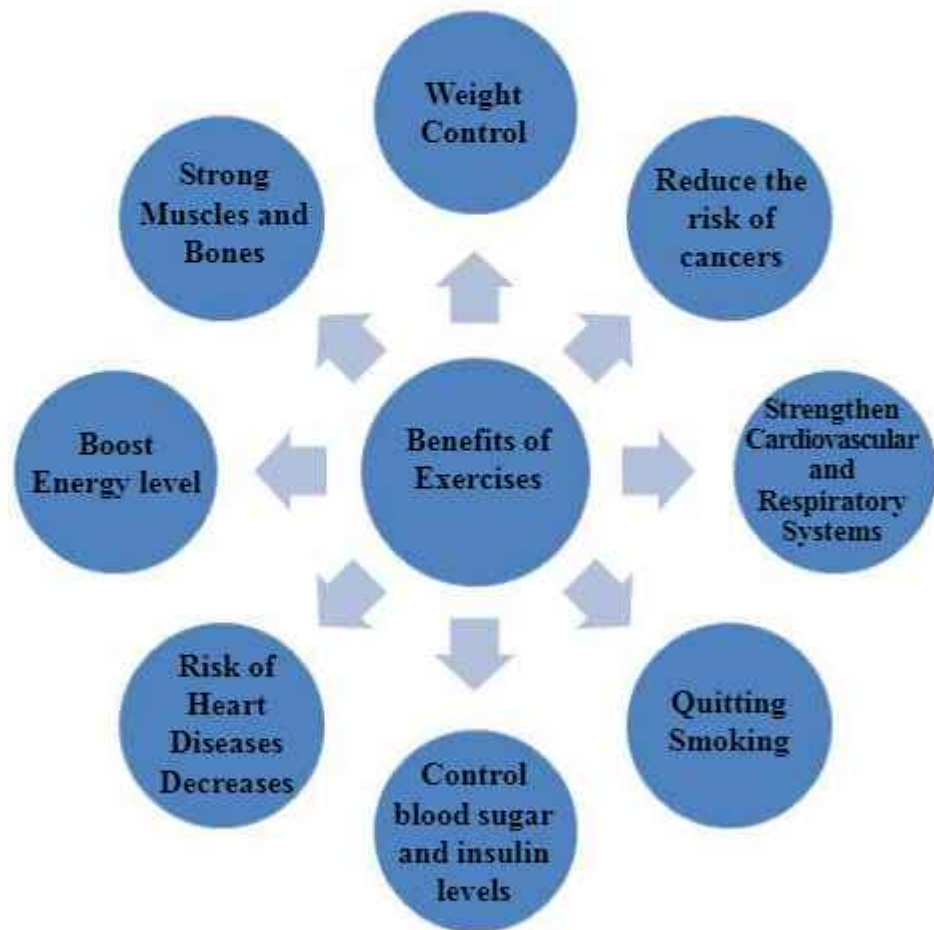 Weight
Control
Reduce the
risk of
cancers
Strengthen
Cardiovascular
and
Respiratory
Systems
Quitting
Smoking
Control
blood sugar
and insulin
levels
Risk of
Heart
Diseases
Decreases
Boost
Energy level
Strong
Muscles and
Bones
Benefits of
Exercises